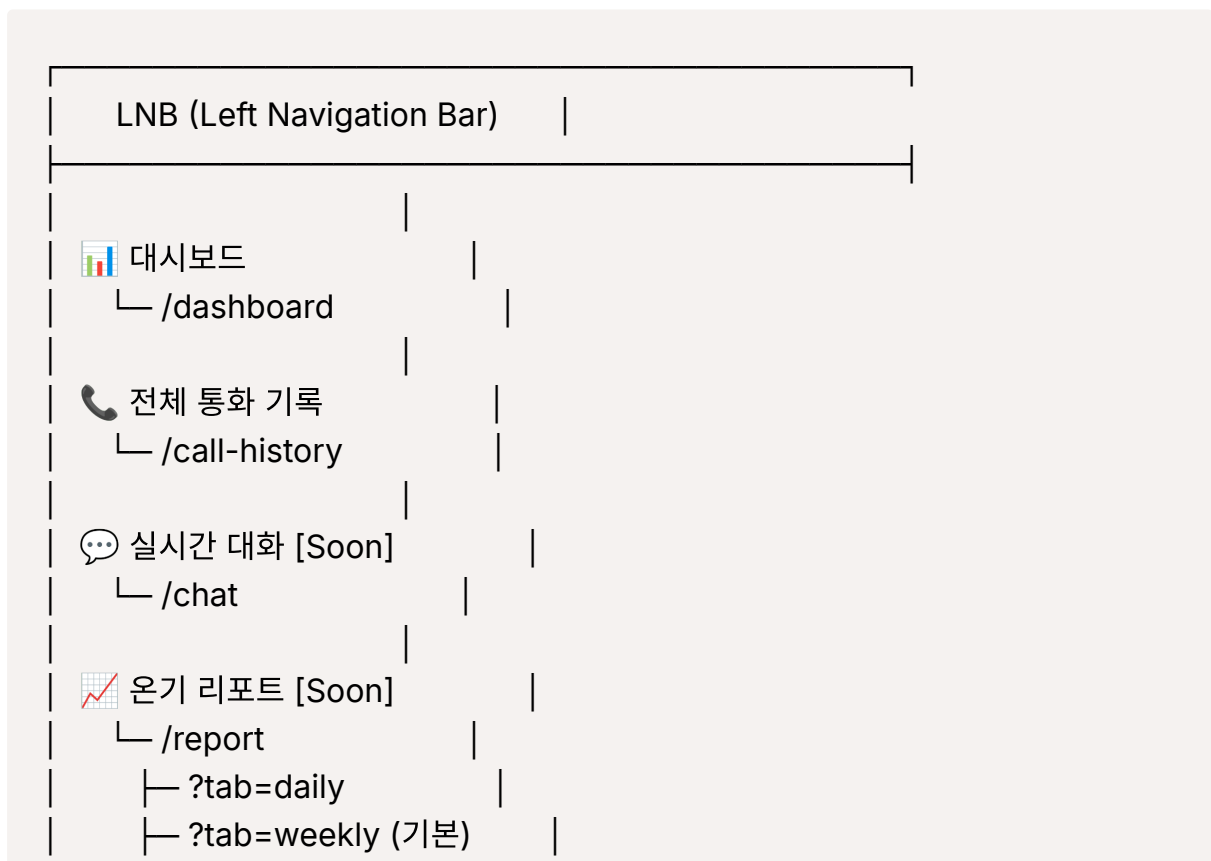 ┌─────────────────────────────────────┐
│ LNB (Left Navigation Bar) │
├─────────────────────────────────────┤
│ │
│ 📊 대시보드 │
│ └─ /dashboard │
│ │
│ 📞 전체 통화 기록 │
│ └─ /call-history │
│ │
│ 💬 실시간 대화 [Soon] │
│ └─ /chat │
│ │
│ 📈 온기 리포트 [Soon] │
│ └─ /report │
│ ├─ ?tab=daily │
│ ├─ ?tab=weekly (기본) │